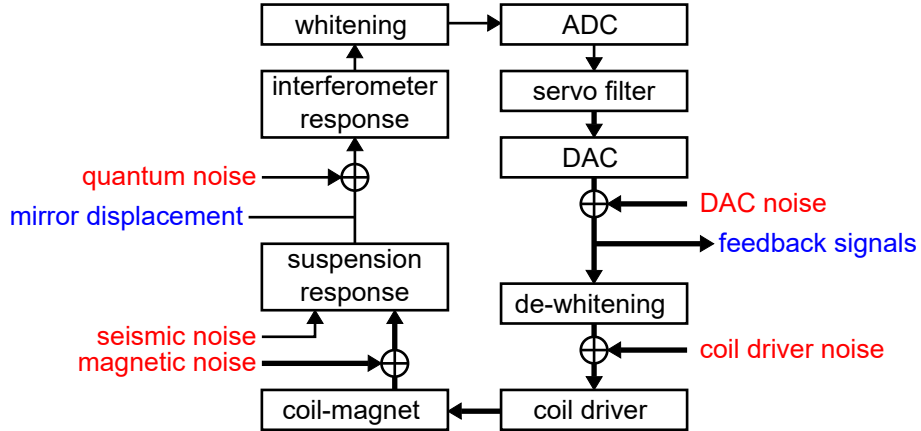 whitening
ADC
interferometer
response
servo filter
DAC
quantum noise
DAC noise
mirror displacement
feedback signals
suspension
response
de-whitening
seismic noise
magnetic noise
coil driver noise
coil-magnet
coil driver